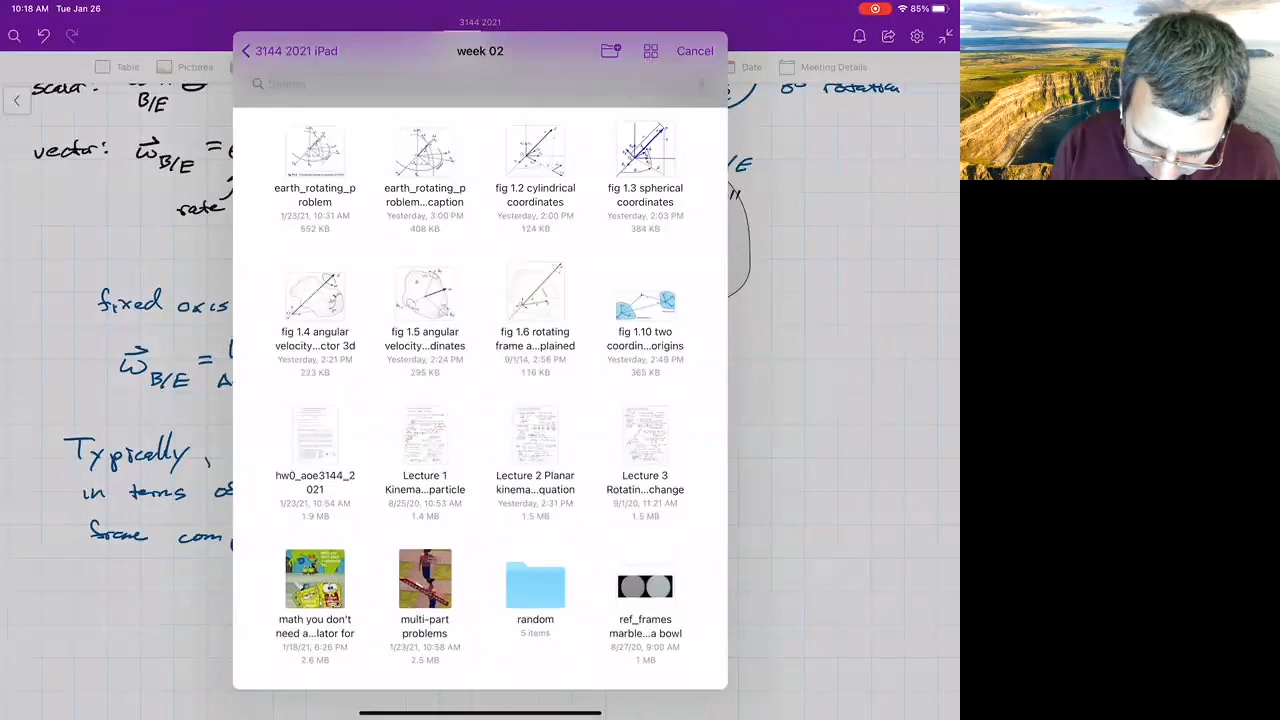 10:18 AM Tue Jan 26
85%
3144 2021
3144 2021 iPad
week 02
Cancel
Search
Table
Pictures
Date
Meeting Details
scalar:
B/E
of rotation
vector: ω B/E =
B/E
rate
fixed axis
ω B/E =
Typically,
in terms of
frame com
earth_rotating_p
roblem
1/23/21, 10:31 AM
552 KB
earth_rotating_p
roblem...caption
Yesterday, 3:00 PM
408 KB
fig 1.2 cylindrical
coordinates
Yesterday, 2:00 PM
124 KB
fig 1.3 spherical
coordinates
Yesterday, 2:03 PM
384 KB
fig 1.4 angular
velocity...ctor 3d
Yesterday, 2:21 PM
223 KB
fig 1.5 angular
velocity...dinates
Yesterday, 2:24 PM
295 KB
fig 1.6 rotating
frame a...plained
9/1/14, 2:56 PM
116 KB
fig 1.10 two
coordin...origins
Yesterday, 2:49 PM
365 KB
hw0_aoe3144_2
021
1/23/21, 10:54 AM
1.9 MB
Lecture 1
Kinema...particle
8/25/20, 10:53 AM
1.4 MB
Lecture 2 Planar
kinema...quation
Yesterday, 2:31 PM
1.5 MB
Lecture 3
Rotatin...change
9/1/20, 11:21 AM
1.5 MB
math you don't
need a...lator for
1/18/21, 6:26 PM
2.6 MB
multi-part
problems
1/23/21, 10:58 AM
2.5 MB
random
5 items
ref_frames
marble...a bowl
8/27/20, 9:00 AM
1 MB